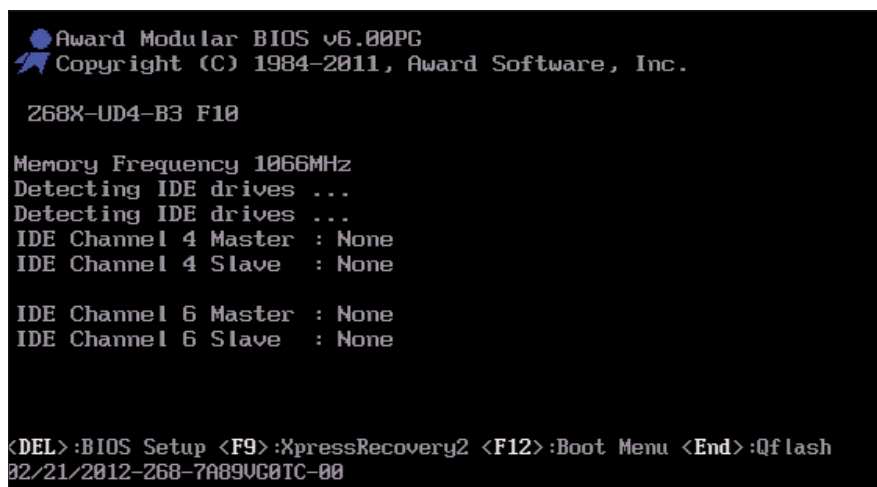 Award Modular BIOS v6.00PG
Copyright (C) 1984-2011, Award Software, Inc.
Z68X-UD4-B3 F10
Memory Frequency 1066MHz
Detecting IDE drives ...
Detecting IDE drives ...
IDE Channel 4 Master : None
IDE Channel 4 Slave : None
IDE Channel 6 Master : None
IDE Channel 6 Slave : None
<DEL>:BIOS Setup <F9>:XpressRecovery2 <F12>:Boot Menu <End>:Qflash
02/21/2012-Z68-7A89VG0TC-00